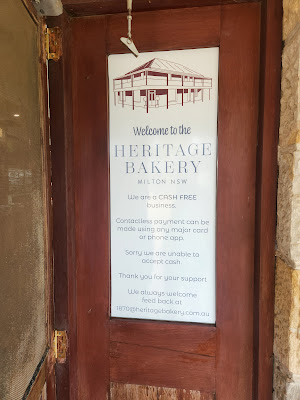 Welcome to the
HERITAGE
BAKERY
MILTON NSW
We are a CASH FREE
business.
Contactless payment can be
made using any major card
or phone app.
Sorry we are unable to
accept cash
Thank you for your support
We always welcome
feed back at
1870@heritagebakery.com.au